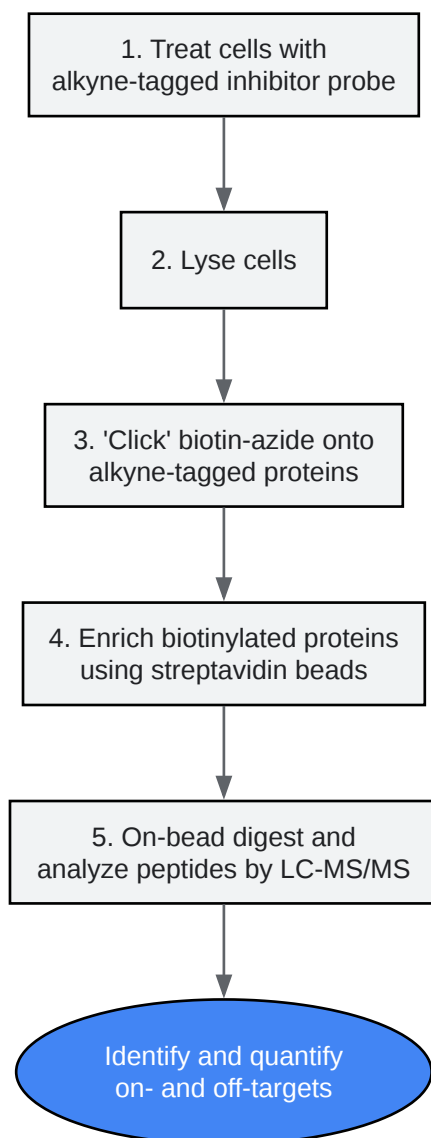 1. Treat cells with
alkyne-tagged inhibitor probe
2. Lyse cells
3. 'Click' biotin-azide onto
alkyne-tagged proteins
4. Enrich biotinylated proteins
using streptavidin beads
5. On-bead digest and
analyze peptides by LC-MS/MS
Identify and quantify
on- and off-targets